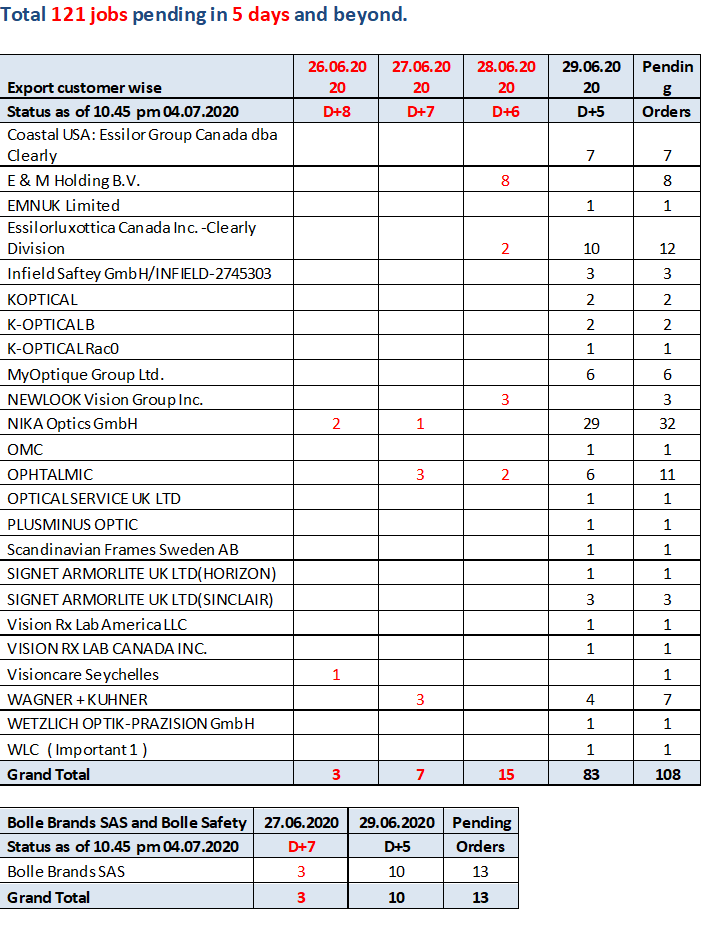 Total 121 jobs pending in 5 days and beyond.
Export customer wise 26.06.20 20 27.06.20 20 28.06.20 20 29.06.20 20 Pendin g
Status as of 10.45 pm 04.07.2020 D+8 D+7 D+6 D+5 Orders
Coastal USA: Essilor Group Canada dba
Clearly 7 7
E & M Holding B.V. 8 8
EMNUK Limited 1 1
Essilorluxottica Canada Inc. -Clearly
Division 2 10 12
Infield Saftey GmbH/INFIELD-2745303 3 3
KOPTICAL 2 2
K-OPTICAL B 2 2
K-OPTICAL Rac0 1 1
MyOptique Group Ltd. 6 6
NEWLOOK Vision Group Inc. 3 3
NIKA Optics GmbH 2 1 29 32
OMC 1 1
OPHTALMIC 3 2 6 11
OPTICAL SERVICE UK LTD 1 1
PLUSMINUS OPTIC 1 1
Scandinavian Frames Sweden AB 1 1
SIGNET ARMORLITE UK LTD(HORIZON) 1 1
SIGNET ARMORLITE UK LTD(SINCLAIR) 3 3
Vision Rx Lab America LLC 1 1
VISION RX LAB CANADA INC. 1 1
Visioncare Seychelles 1 1
WAGNER + KUHNER 3 4 7
WETZLICH OPTIK-PRAZISION GmbH 1 1
WLC ( Important 1 ) 1 1
Grand Total 3 7 15 83 108
Bolle Brands SAS and Bolle Safety 27.06.2020 29.06.2020 Pending
Status as of 10.45 pm 04.07.2020 D+7 D+5 Orders
Bolle Brands SAS 3 10 13
Grand Total 3 10 13